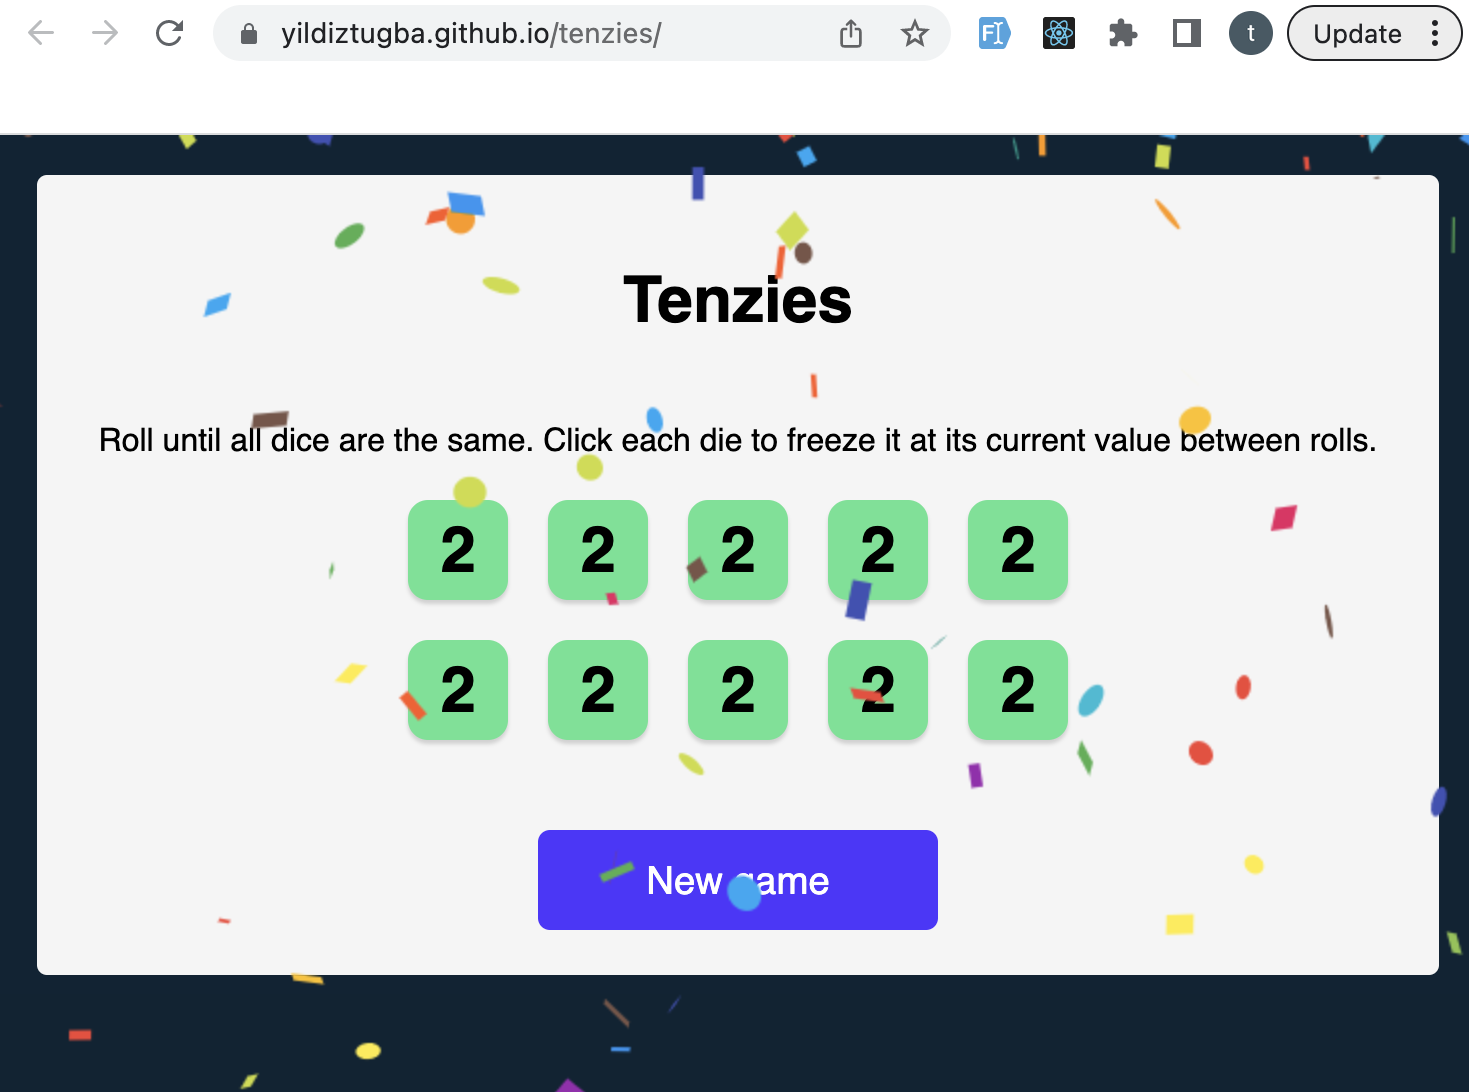 yildiztugba.github.io/tenzies/
t
Update
Tenzies
Roll until all dice are the same. Click each die to freeze it at its current value between rolls.
2 2 2 2 2
2 2 2 2 2
New game